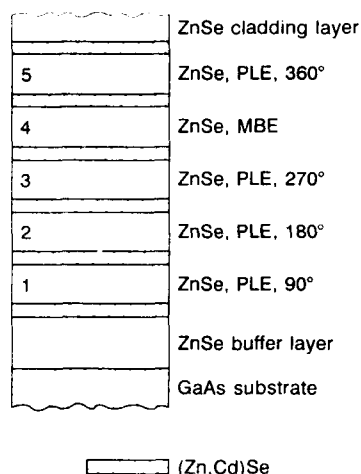 ZnSe cladding layer
5 ZnSe, PLE, 360°
4 ZnSe, MBE
3 ZnSe, PLE, 270°
2 ZnSe, PLE, 180°
1 ZnSe, PLE, 90°
ZnSe buffer layer
GaAs substrate
(Zn,Cd)Se